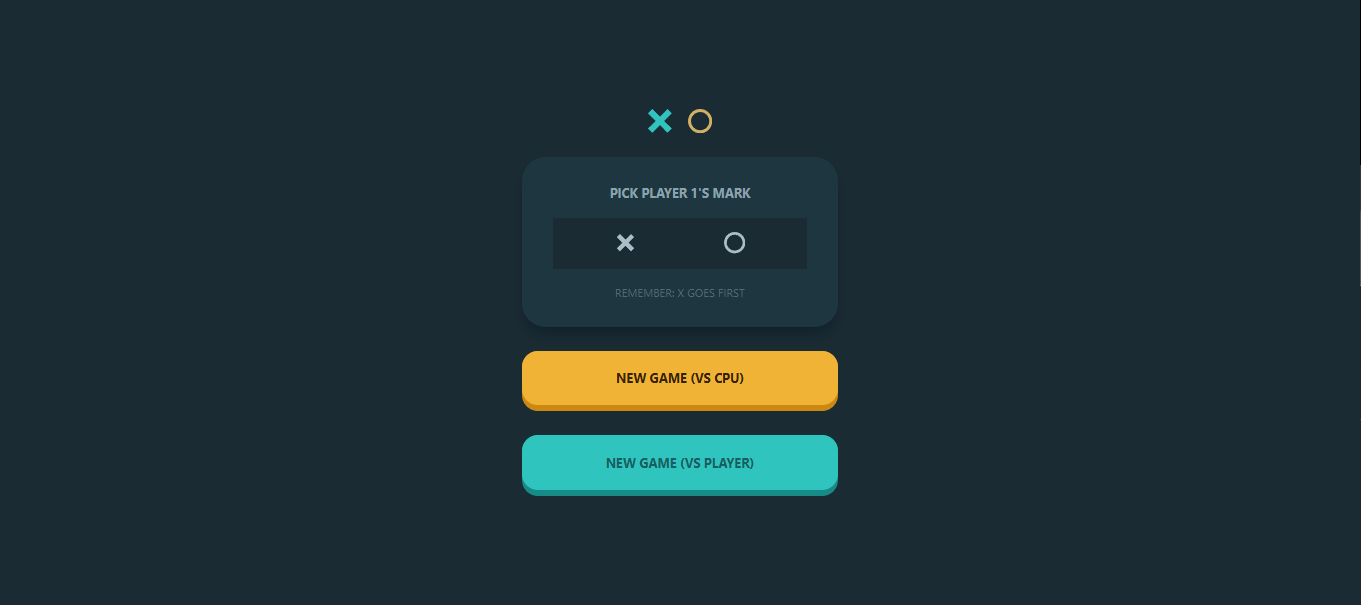 PICK PLAYER 1'S MARK
REMEMBER: X GOES FIRST
NEW GAME (VS CPU)
NEW GAME (VS PLAYER)